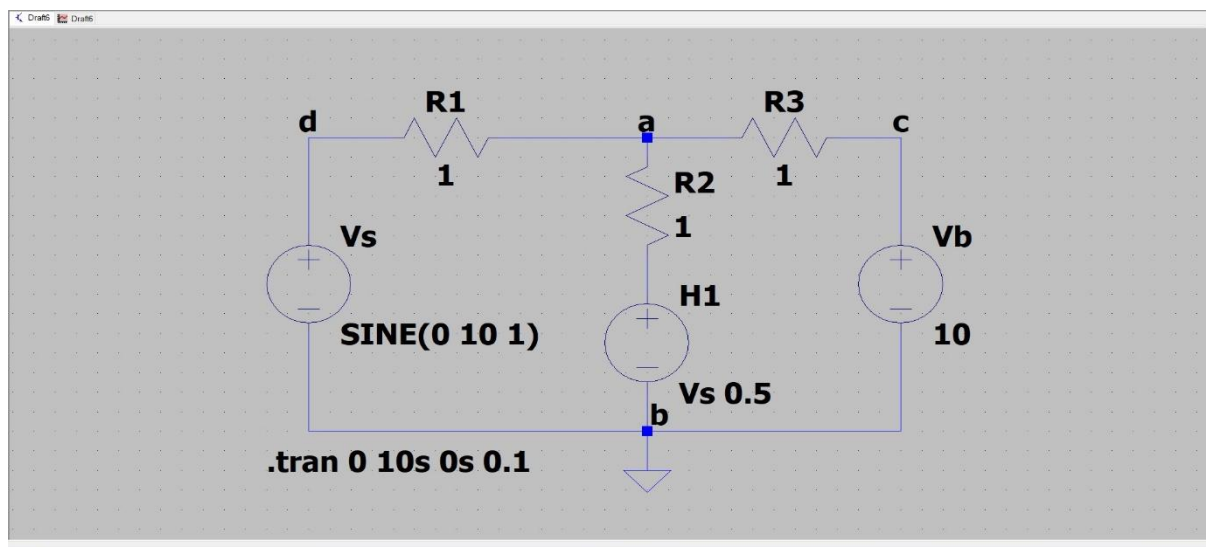 Draft6 Draft6
R1 R3
d a c
1 1
R2
1
Vs Vb
H1
SINE(0 10 1) 10
Vs 0.5
b
.tran 0 10s 0s 0.1